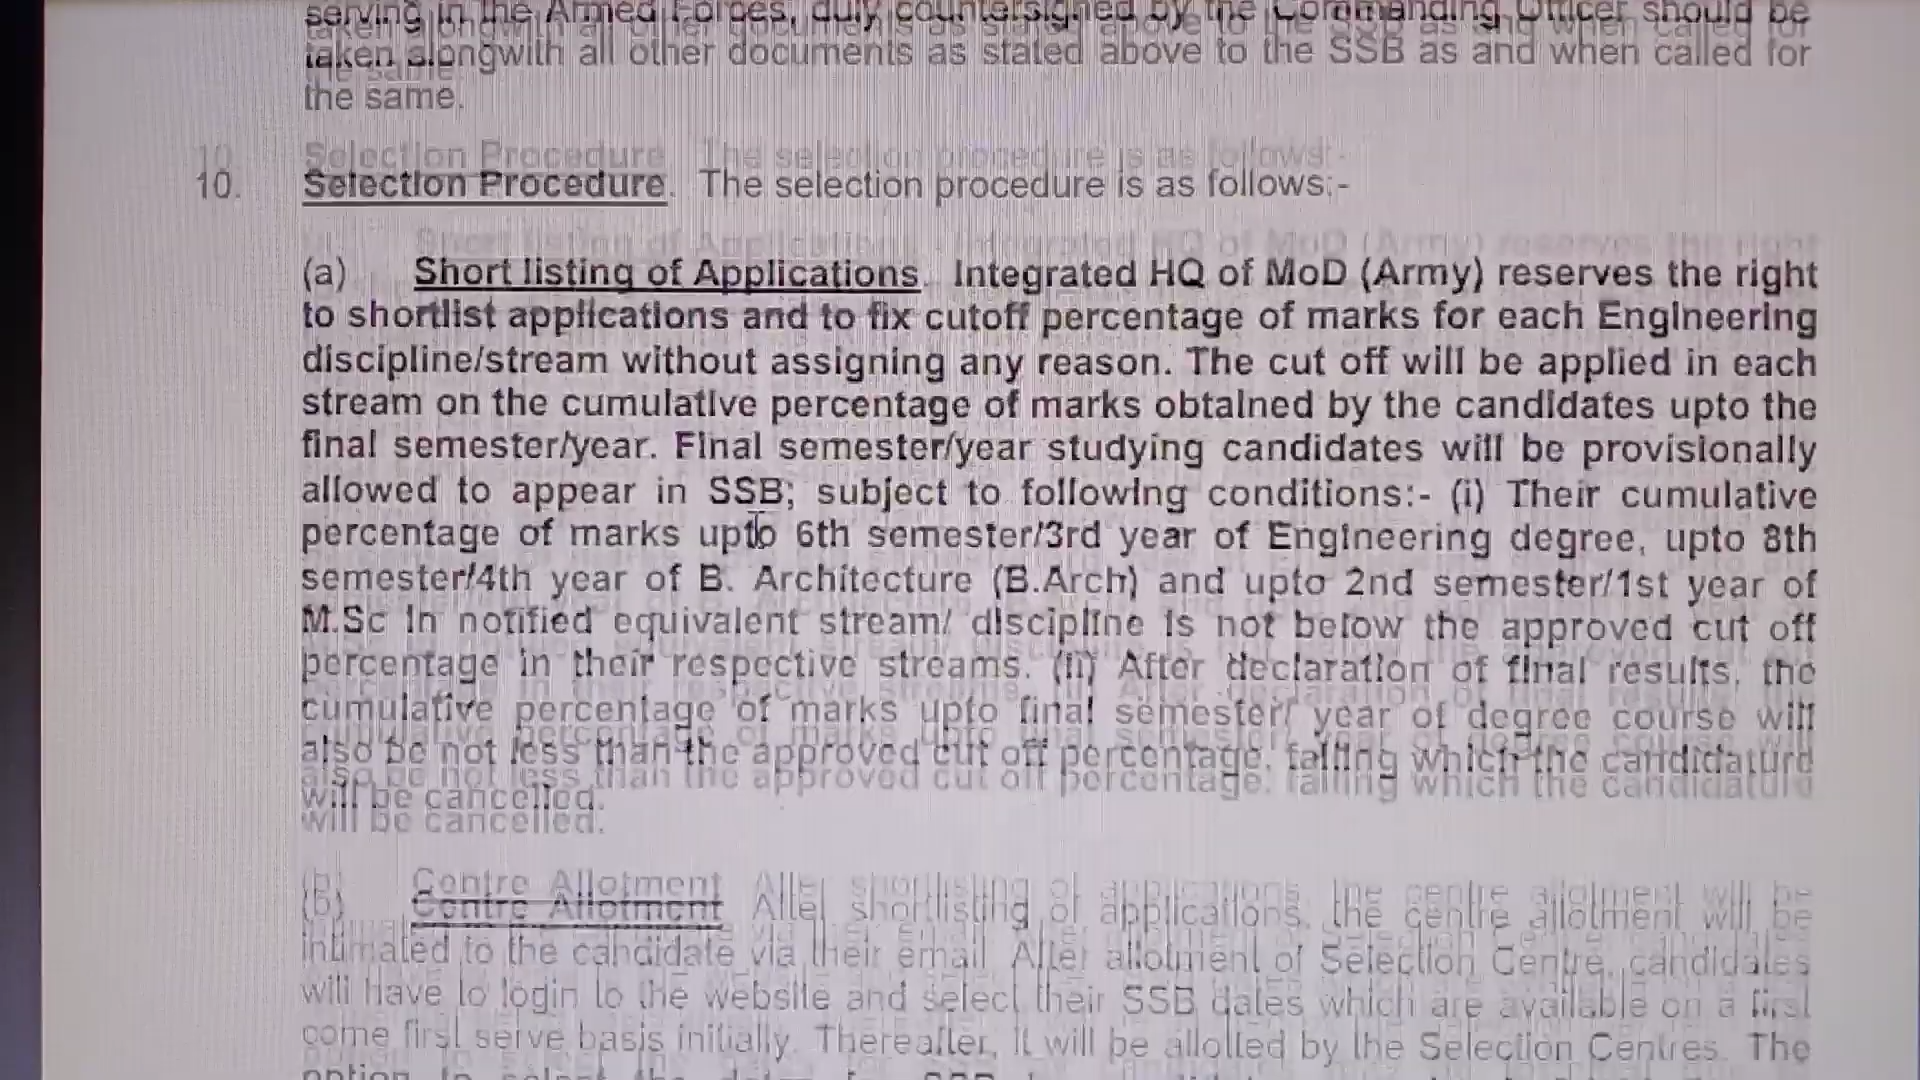 serving in the Armed Forces, duly countersigned by the Commanding Officer should be
taken alongwith all other documents as stated above to the SSB as and when called for
the same.
10. Selection Procedure. The selection procedure is as follows:-
(a) Short listing of Applications. Integrated HQ of MoD (Army) reserves the right
to shortlist applications and to fix cutoff percentage of marks for each Engineering
discipline/stream without assigning any reason. The cut off will be applied in each
stream on the cumulative percentage of marks obtained by the candidates upto the
final semester/year. Final semester/year studying candidates will be provisionally
allowed to appear in SSB; subject to following conditions:- (i) Their cumulative
percentage of marks upto 6th semester/3rd year of Engineering degree, upto 8th
semester/4th year of B. Architecture (B.Arch) and upto 2nd semester/1st year of
M.Sc in notified equivalent stream/ discipline is not below the approved cut off
percentage in their respective streams. (ii) After declaration of final results, the
cumulative percentage of marks upto final semester/ year of degree course will
also be not less than the approved cut off percentage, failing which the candidature
will be cancelled.
(b) Centre Allotment After shortlisting of applications, the centre allotment will be
intimated to the candidate via their email. After allotment of Selection Centre, candidates
will have to login to the website and select their SSB dates which are available on a first
come first serve basis initially. Thereafter, it will be allotted by the Selection Centres. The
option to select the dates